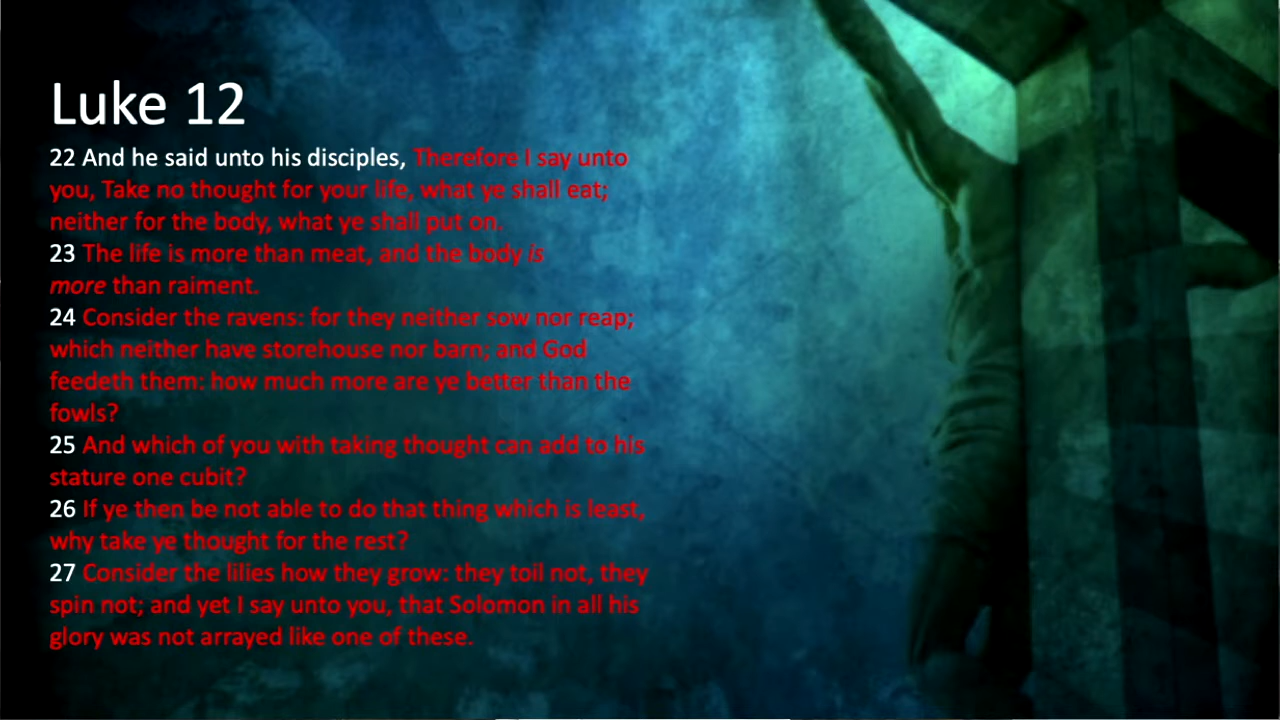 Luke 12
22 And he said unto his disciples, Therefore I say unto
you, Take no thought for your life, what ye shall eat;
neither for the body, what ye shall put on.
23 The life is more than meat, and the body is
more than raiment.
24 Consider the ravens: for they neither sow nor reap;
which neither have storehouse nor barn; and God
feedeth them: how much more are ye better than the
fowls?
25 And which of you with taking thought can add to his
stature one cubit?
26 If ye then be not able to do that thing which is least,
why take ye thought for the rest?
27 Consider the lilies how they grow: they toil not, they
spin not; and yet I say unto you, that Solomon in all his
glory was not arrayed like one of these.